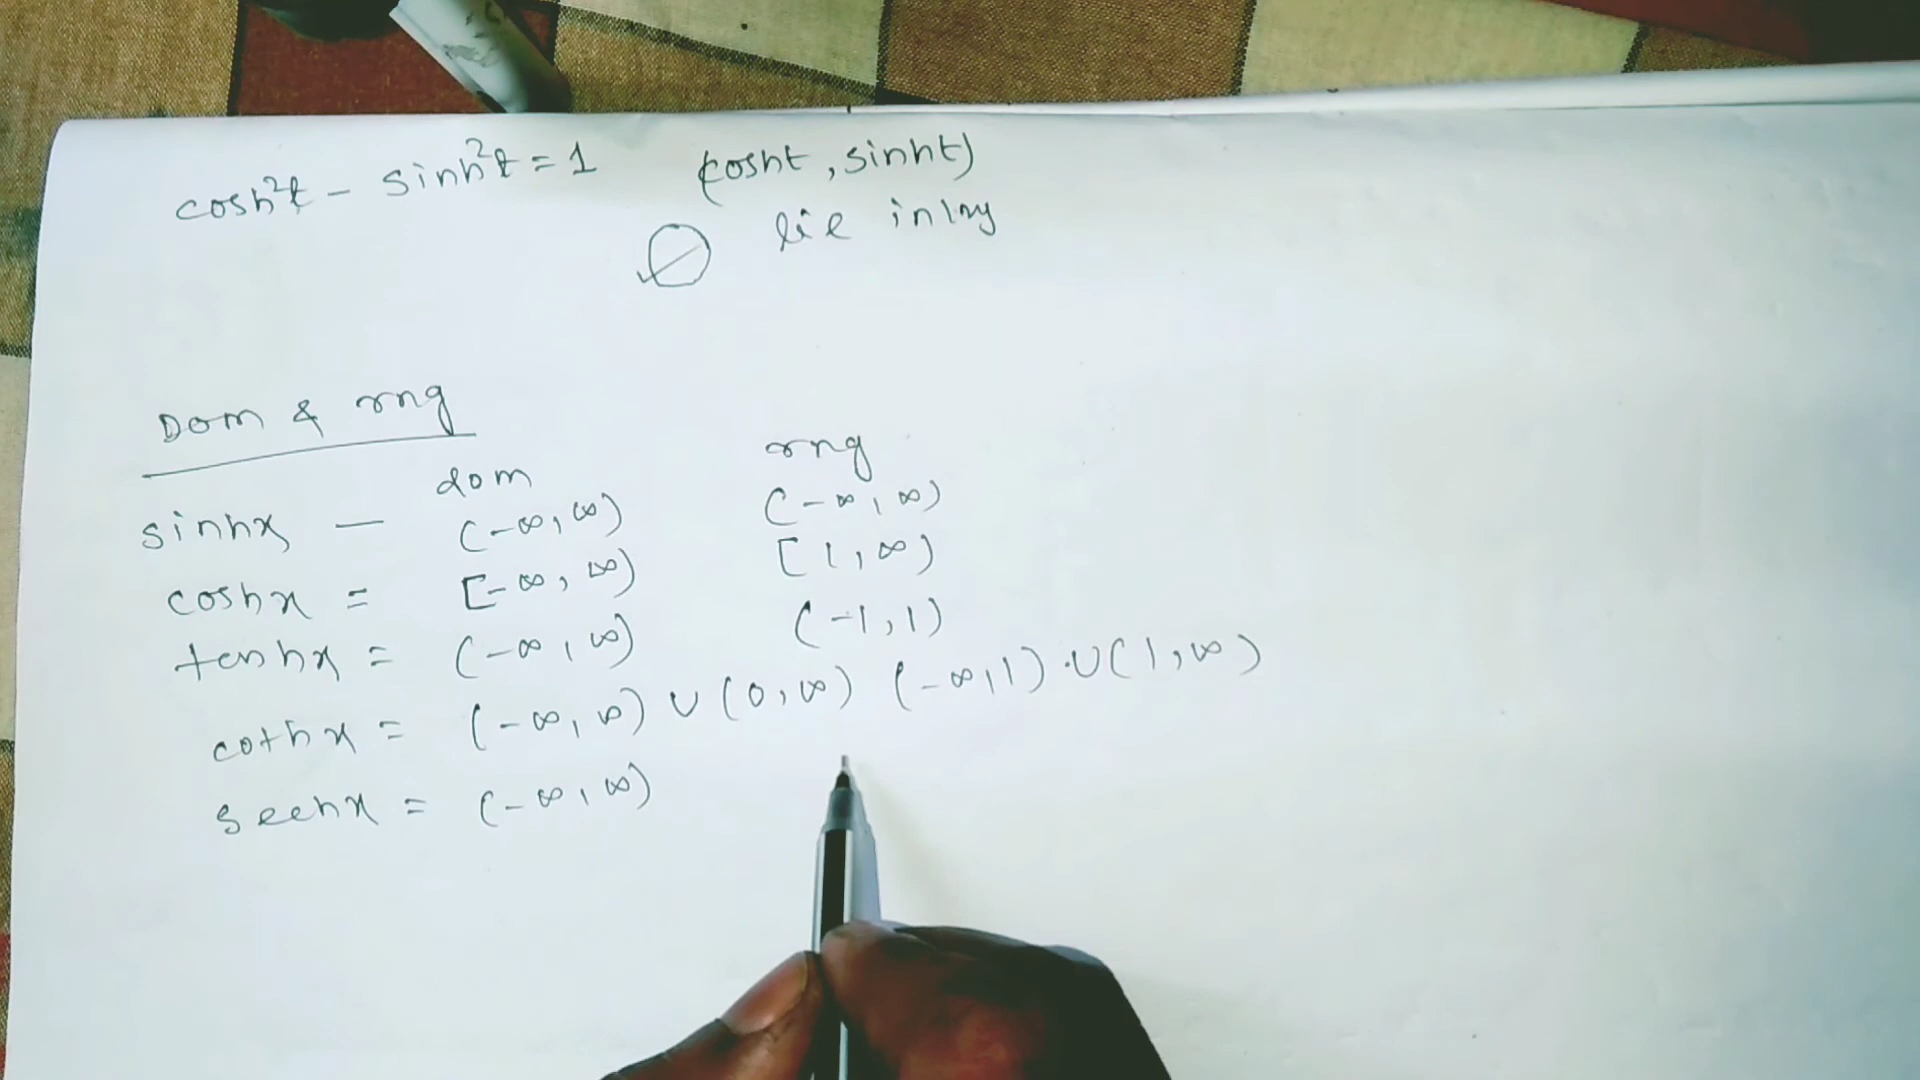 cosh²t - sinh²t = 1 (cosht, sinht)
lie in
Dom & rng
dom rng
sinhx — (-∞, ∞) (-∞, ∞)
coshx = [-∞, ∞) [1, ∞)
tanhx = (-∞, ∞) (-1, 1)
cothx = (-∞, ∞) ∪ (0, ∞) (-∞, 1) ∪ (1, ∞)
sechx = (-∞, ∞)